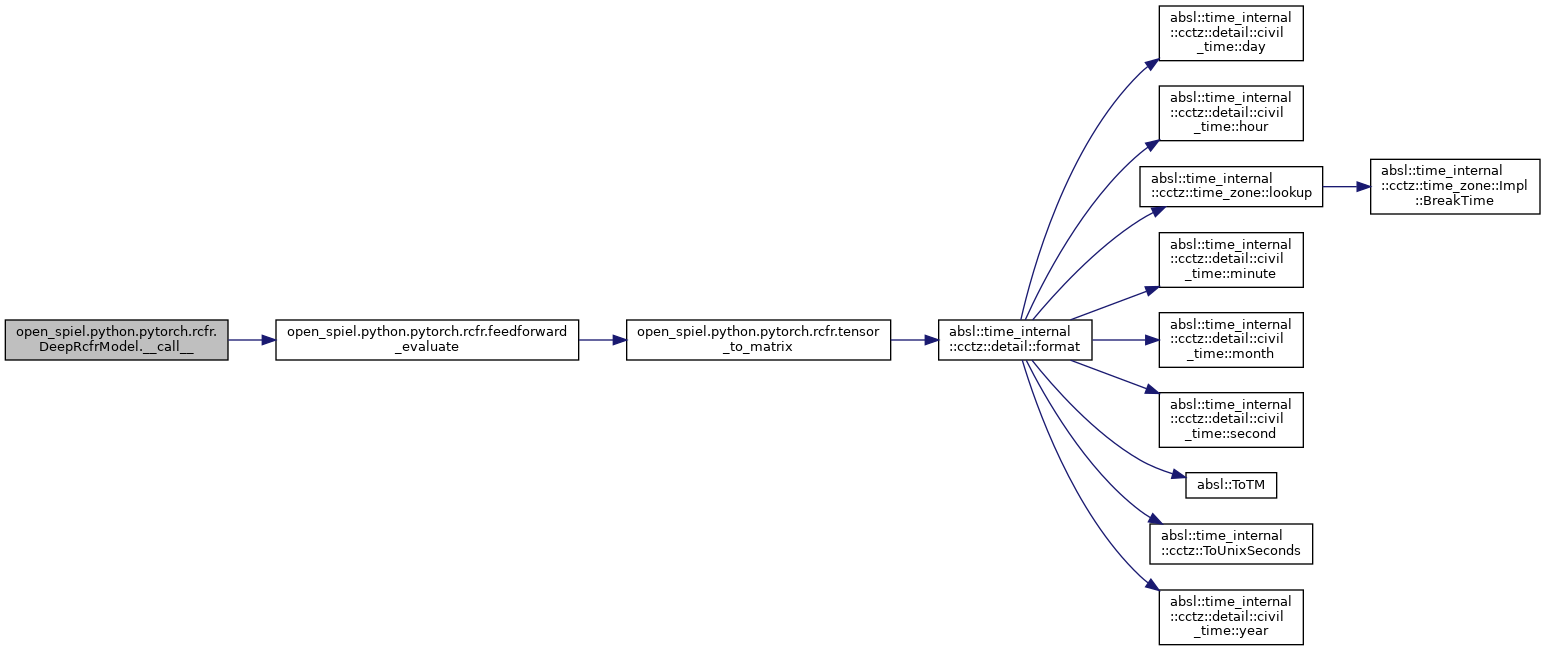 open_spiel.python.pytorch.rcfr.
DeepRcfrModel.__call__
open_spiel.python.pytorch.rcfr.feedforward
_evaluate
open_spiel.python.pytorch.rcfr.tensor
_to_matrix
absl::time_internal
::cctz::detail::format
absl::time_internal
::cctz::detail::civil
_time::day
absl::time_internal
::cctz::detail::civil
_time::hour
absl::time_internal
::cctz::time_zone::lookup
absl::time_internal
::cctz::time_zone::Impl
::BreakTime
absl::time_internal
::cctz::detail::civil
_time::minute
absl::time_internal
::cctz::detail::civil
_time::month
absl::time_internal
::cctz::detail::civil
_time::second
absl::ToTM
absl::time_internal
::cctz::ToUnixSeconds
absl::time_internal
::cctz::detail::civil
_time::year